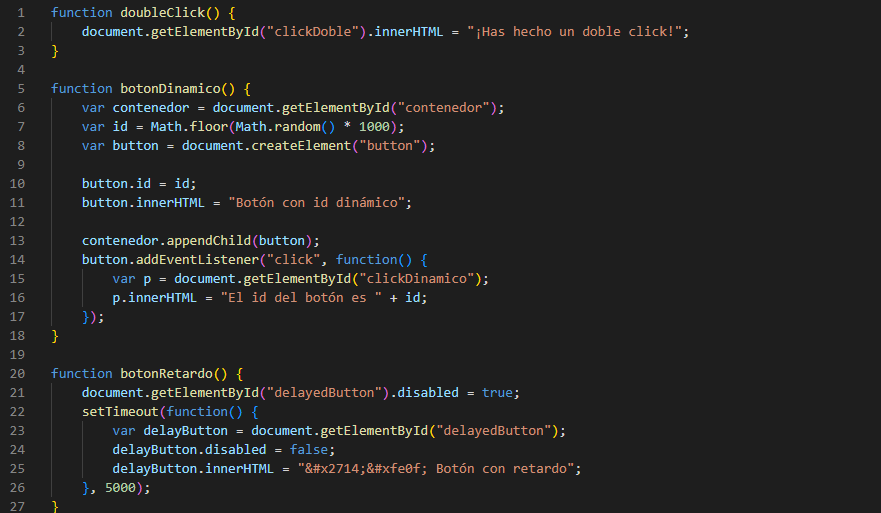 1 function doubleClick() {
2 document.getElementById("clickDoble").innerHTML = "¡Has hecho un doble click!";
3 }
4
5 function botonDinamico() {
6 var contenedor = document.getElementById("contenedor");
7 var id = Math.floor(Math.random() * 1000);
8 var button = document.createElement("button");
9
10 button.id = id;
11 button.innerHTML = "Botón con id dinámico";
12
13 contenedor.appendChild(button);
14 button.addEventListener("click", function() {
15 var p = document.getElementById("clickDinamico");
16 p.innerHTML = "El id del botón es " + id;
17 });
18 }
19
20 function botonRetardo() {
21 document.getElementById("delayedButton").disabled = true;
22 setTimeout(function() {
23 var delayButton = document.getElementById("delayedButton");
24 delayButton.disabled = false;
25 delayButton.innerHTML = "&#x2714;&#xfe0f; Botón con retardo";
26 }, 5000);
27 }